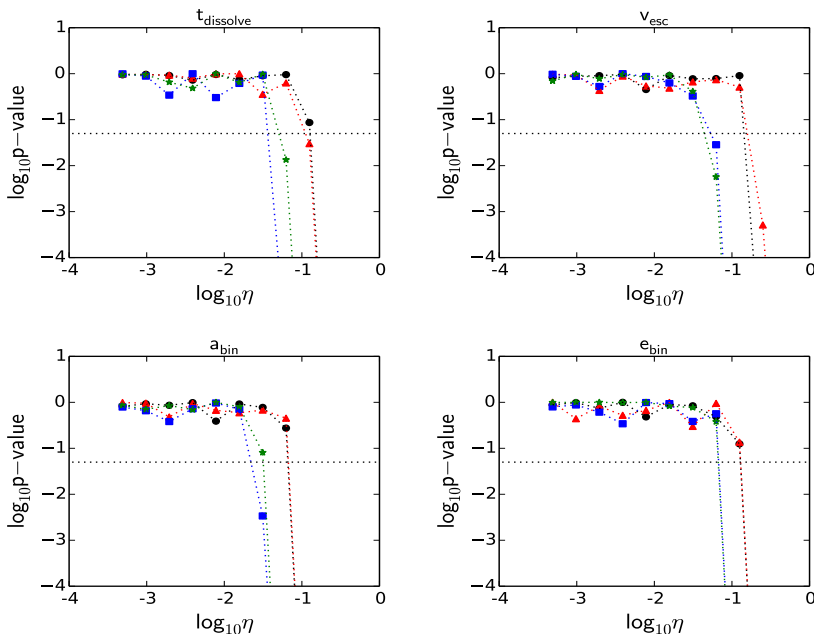 t_dissolve
1
0
−1
−2
−3
−4
log₁₀p−value
-4 -3 -2 -1 0
log₁₀η
v_esc
1
0
−1
−2
−3
−4
log₁₀p−value
-4 -3 -2 -1 0
log₁₀η
a_bin
1
0
−1
−2
−3
−4
log₁₀p−value
-4 -3 -2 -1 0
log₁₀η
e_bin
1
0
−1
−2
−3
−4
log₁₀p−value
-4 -3 -2 -1 0
log₁₀η